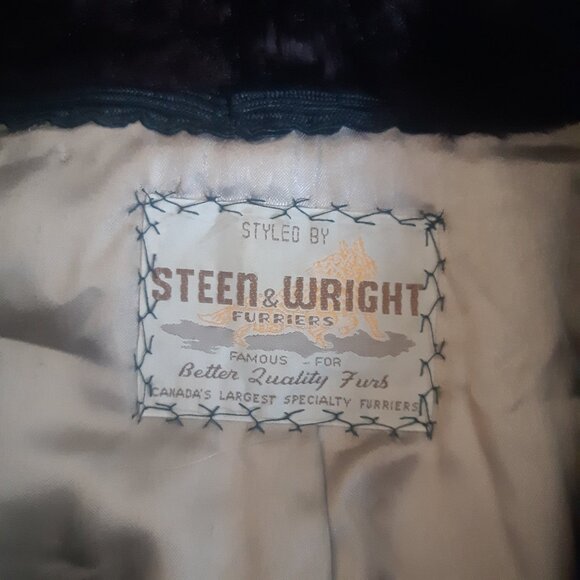 STYLED BY
STEEN & WRIGHT
FURRIERS
FAMOUS - FOR
Better Quality Furs
CANADA'S LARGEST SPECIALTY FURRIERS